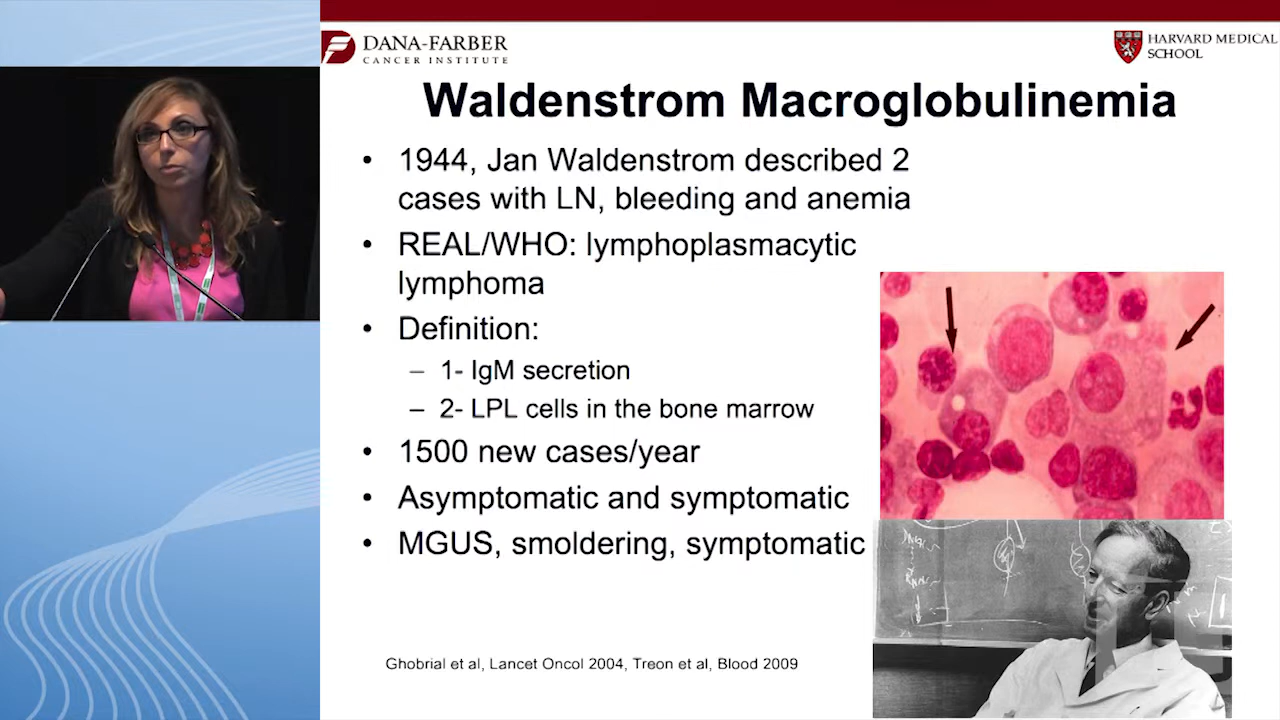 DANA-FARBER
CANCER INSTITUTE
HARVARD MEDICAL
SCHOOL
Waldenstrom Macroglobulinemia
• 1944, Jan Waldenstrom described 2
cases with LN, bleeding and anemia
• REAL/WHO: lymphoplasmacytic
lymphoma
• Definition:
– 1- IgM secretion
– 2- LPL cells in the bone marrow
• 1500 new cases/year
• Asymptomatic and symptomatic
• MGUS, smoldering, symptomatic
Ghobrial et al, Lancet Oncol 2004, Treon et al, Blood 2009